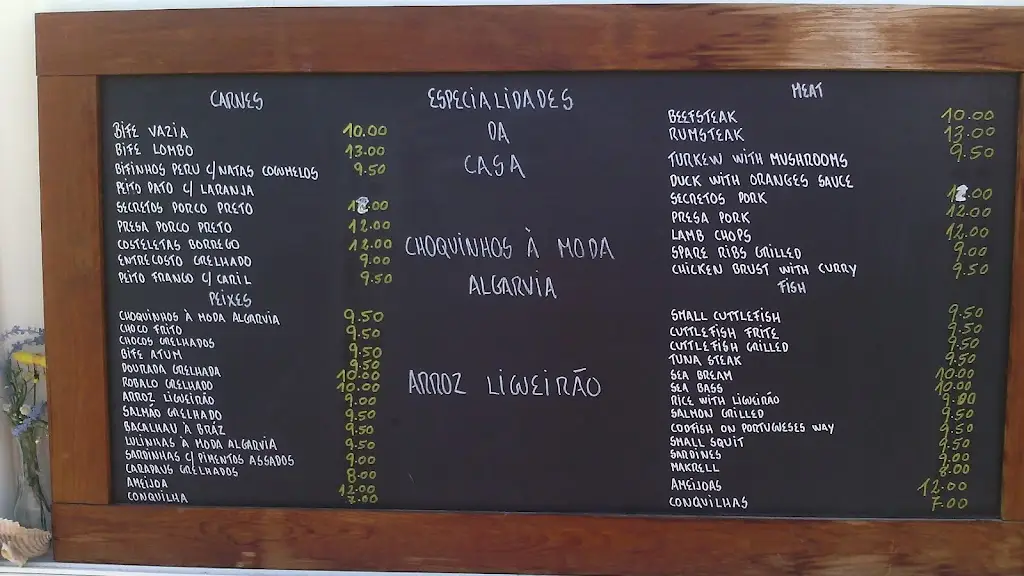 CARNES
BIFE VAZIA 10.00
BIFE LOMBO 13.00
BIFINHOS PERU C/NATAS COGUMELOS 9.50
PEITO PATO C/ LARANJA
SECRETOS PORCO PRETO 12.00
PRESA PORCO PRETO 12.00
COSTELETAS BORREGO 12.00
ENTRECOSTO GRELHADO 9.00
PEITO FRANGO C/ CARIL 9.50
PEIXES
CHOQUINHOS À MODA ALGARVIA 9.50
CHOCO FRITO 9.50
CHOCOS GRELHADOS 9.50
BIFE ATUM 9.50
DOURADA GRELHADA 10.00
ROBALO GRELHADO 10.00
ARROZ LIGUEIRÃO 9.00
SALMÃO GRELHADO 9.50
BACALHAU À BRÁZ 9.50
LULINHAS À MODA ALGARVIA 9.50
SARDINHAS C/ PIMENTOS ASSADOS 9.00
CARAPAUS GRELHADOS 8.00
AMEIJOA 12.00
CONQUILHA 7.00
ESPECIALIDADES
DA
CASA
CHOQUINHOS À MODA
ALGARVIA
ARROZ LIGUEIRÃO
MEAT
BEEFSTEAK 10.00
RUMSTEAK 13.00
TURKEW WITH MUSHROOMS 9.50
DUCK WITH ORANGES SAUCE
SECRETOS PORK 12.00
PRESA PORK 12.00
LAMB CHOPS 12.00
SPARE RIBS GRILLED 9.00
CHICKEN BRUST WITH CURRY 9.50
FISH
SMALL CUTTLEFISH 9.50
CUTTLEFISH FRITE 9.50
CUTTLEFISH GRILLED 9.50
TUNA STEAK 9.50
SEA BREAM 10.00
SEA BASS 10.00
RICE WITH LIGUEIRÃO 9.00
SALMON GRILLED 9.50
CODFISH ON PORTUGUESES WAY 9.50
SMALL SQUIT 9.50
SARDINES 9.00
MAKRELL 8.00
AMEIJOAS 12.00
CONQUILHAS 7.00